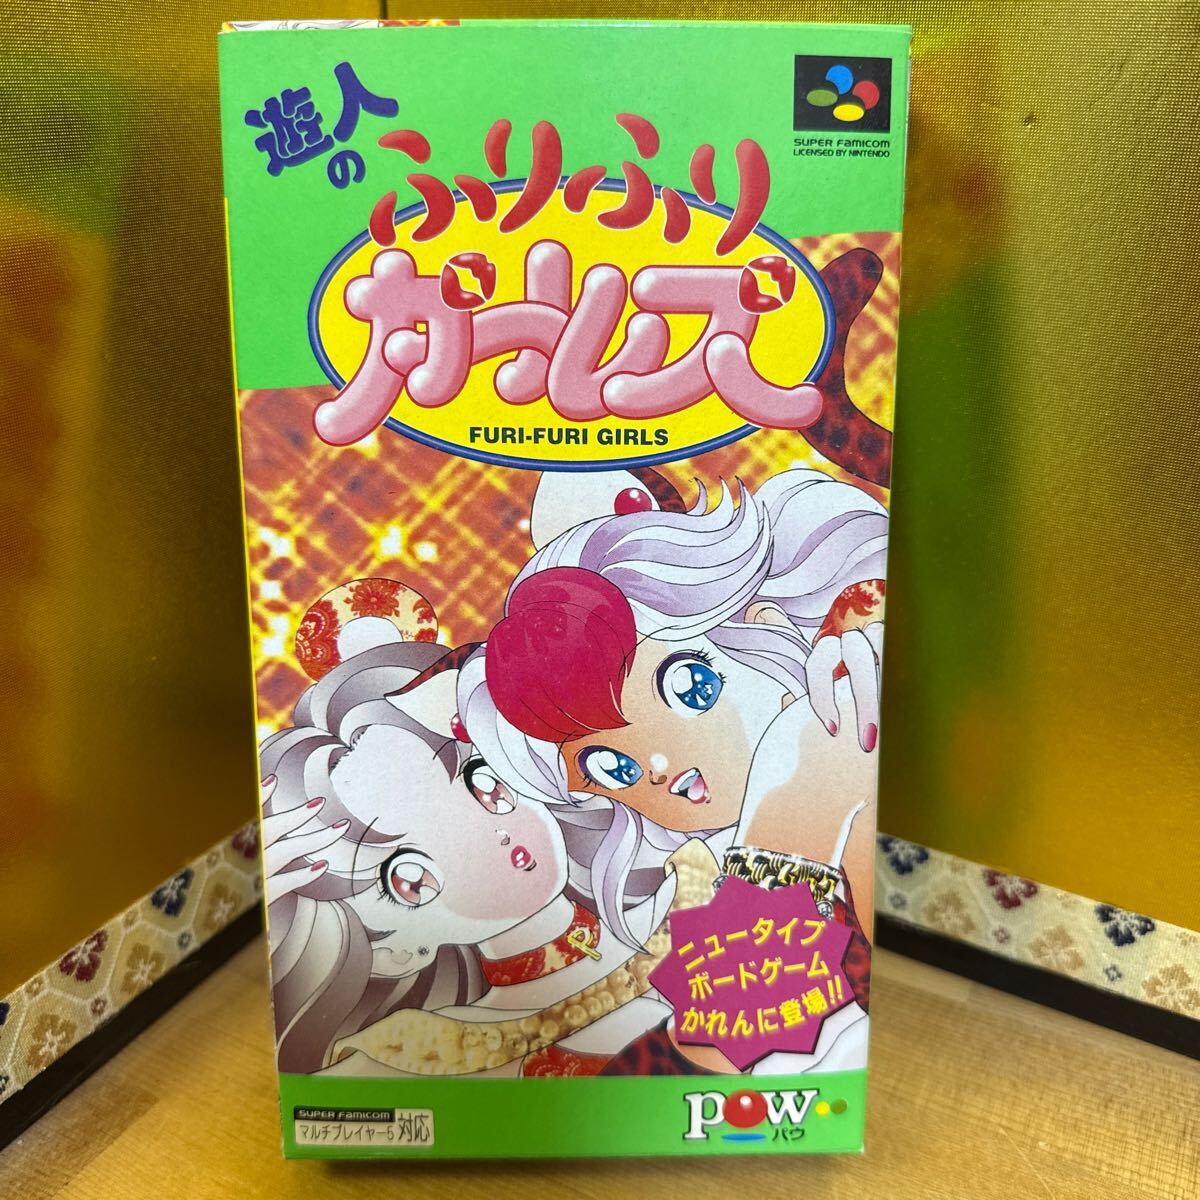 遊人の
ふりふり
ガールズ
FURI-FURI GIRLS
SUPER FAMICOM
LICENSED BY NINTENDO
P
ニュータイプ
ボードゲーム
かれんに登場!!
SUPER FAMICOM
マルチプレイヤー5 対応
pow
パウ